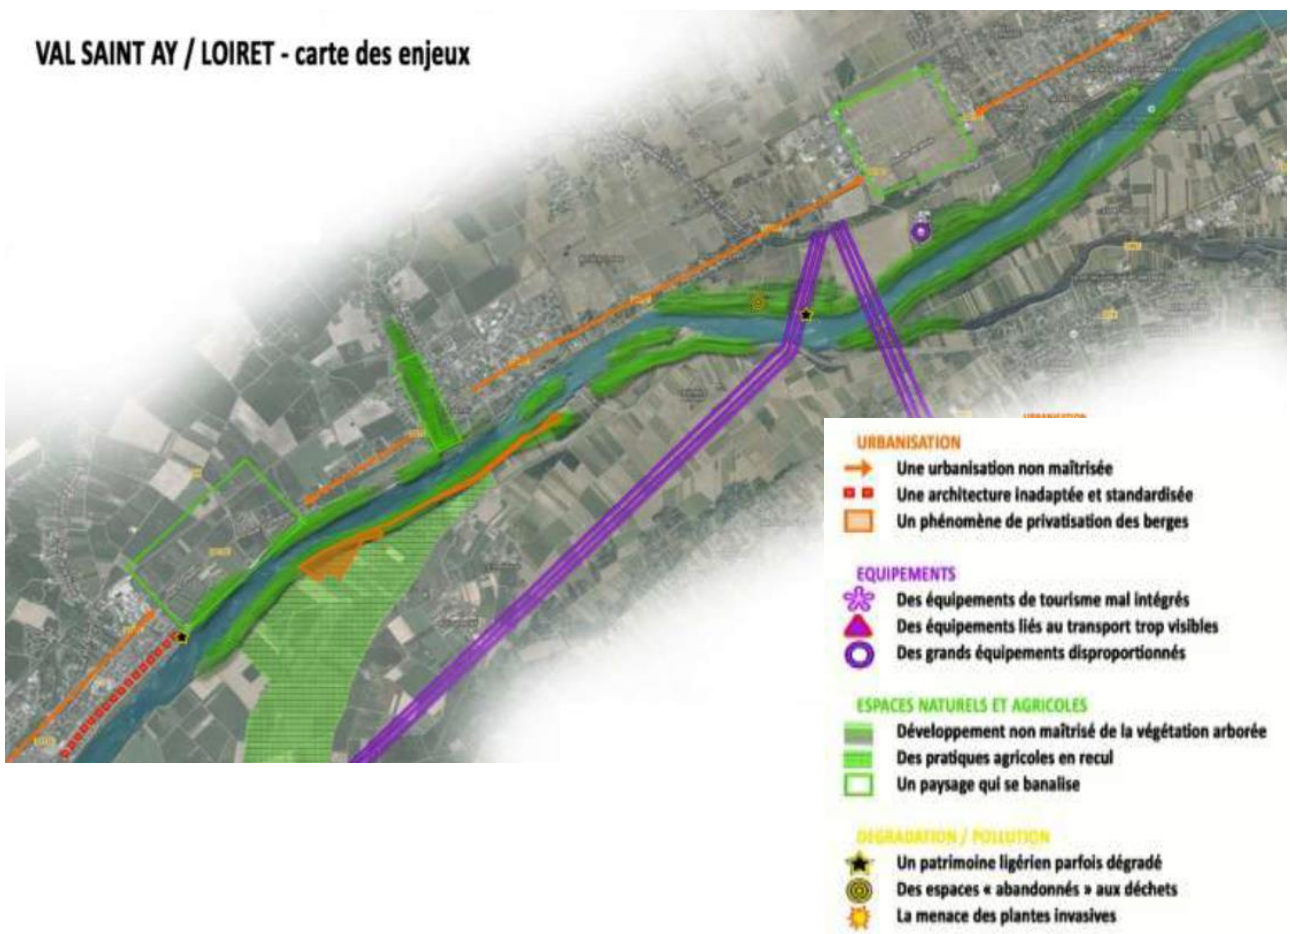 VAL SAINT AY / LOIRET - carte des enjeux
URBANISATION
URBANISATION
Une urbanisation non maîtrisée
Une architecture inadaptée et standardisée
Un phénomène de privatisation des berges
EQUIPEMENTS
Des équipements de tourisme mal intégrés
Des équipements liés au transport trop visibles
Des grands équipements disproportionnés
ESPACES NATURELS ET AGRICOLES
Développement non maîtrisé de la végétation arborée
Des pratiques agricoles en recul
Un paysage qui se banalise
DEGRADATION / POLLUTION
Un patrimoine ligérien parfois dégradé
Des espaces « abandonnés » aux déchets
La menace des plantes invasives